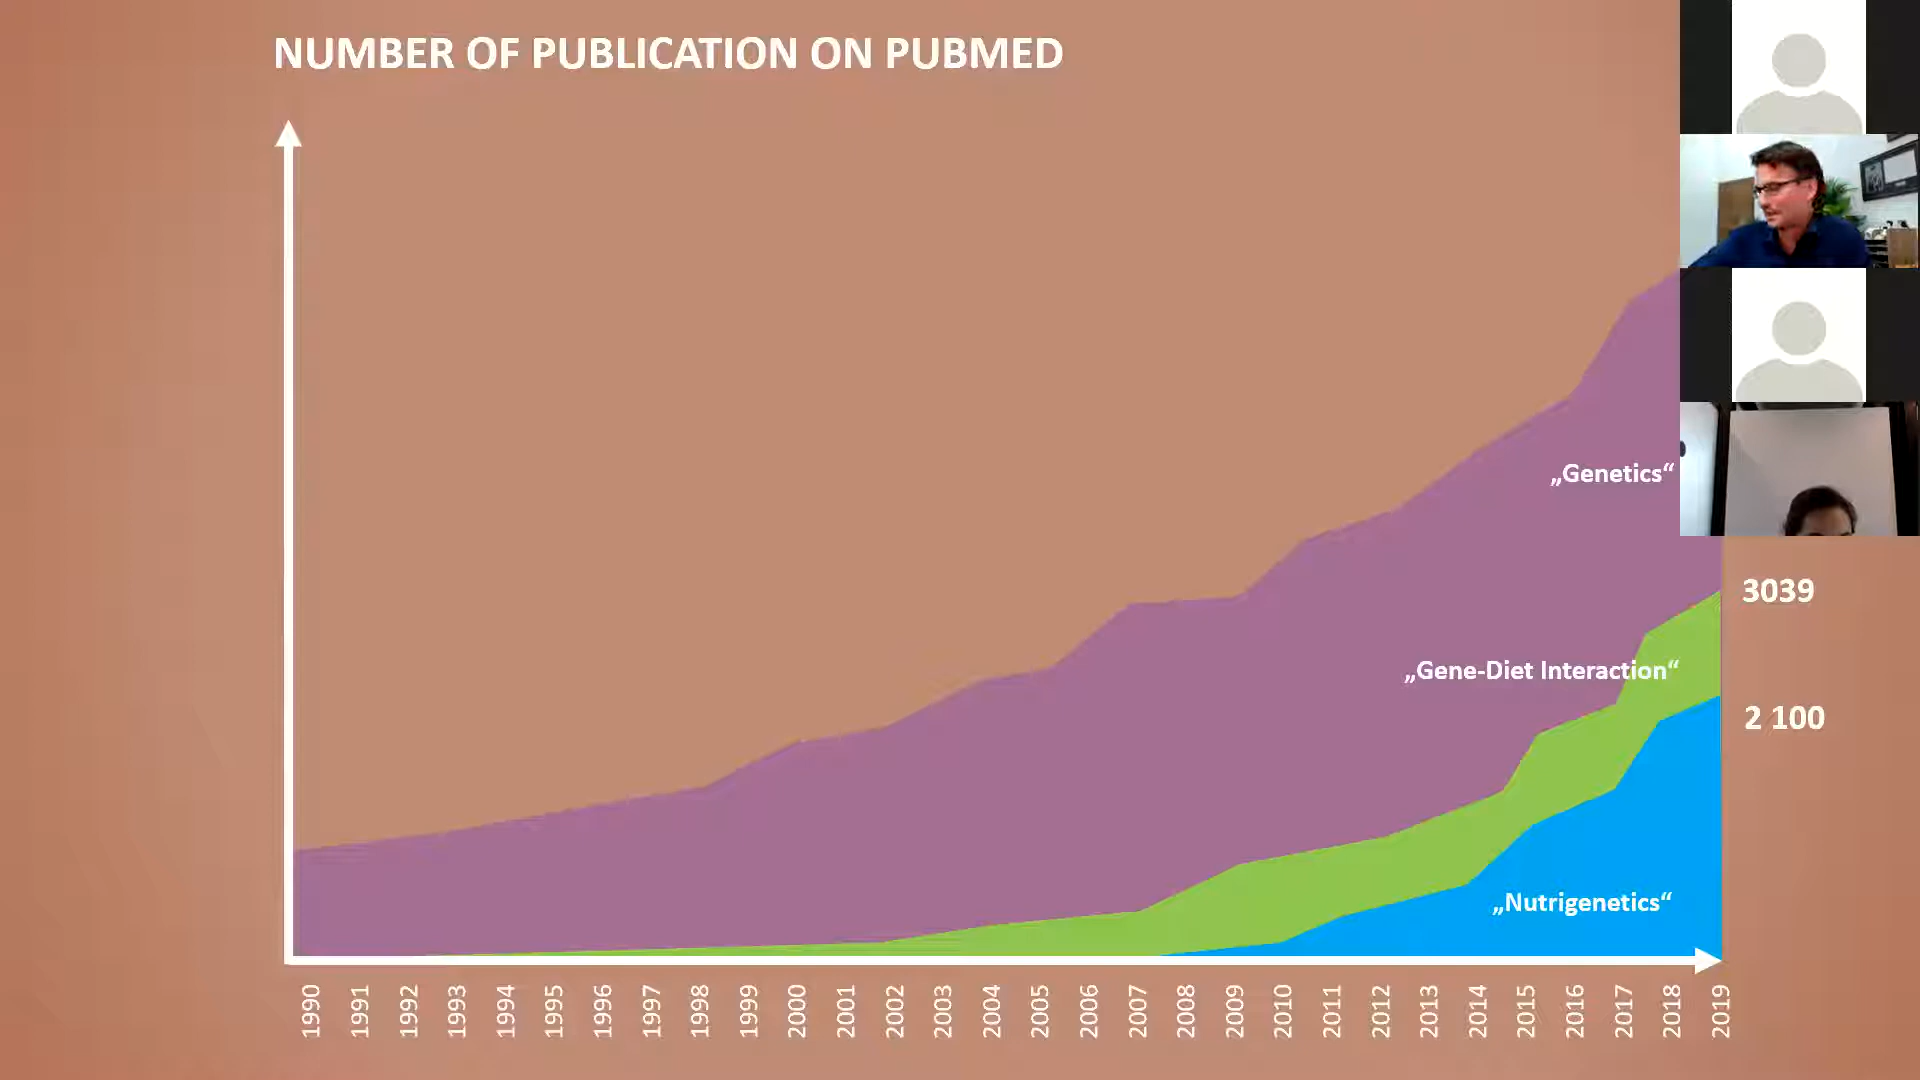 NUMBER OF PUBLICATION ON PUBMED
„Genetics“
3039
„Gene-Diet Interaction“
2 100
„Nutrigenetics“
1990 1991 1992 1993 1994 1995 1996 1997 1998 1999 2000 2001 2002 2003 2004 2005 2006 2007 2008 2009 2010 2011 2012 2013 2014 2015 2016 2017 2018 2019